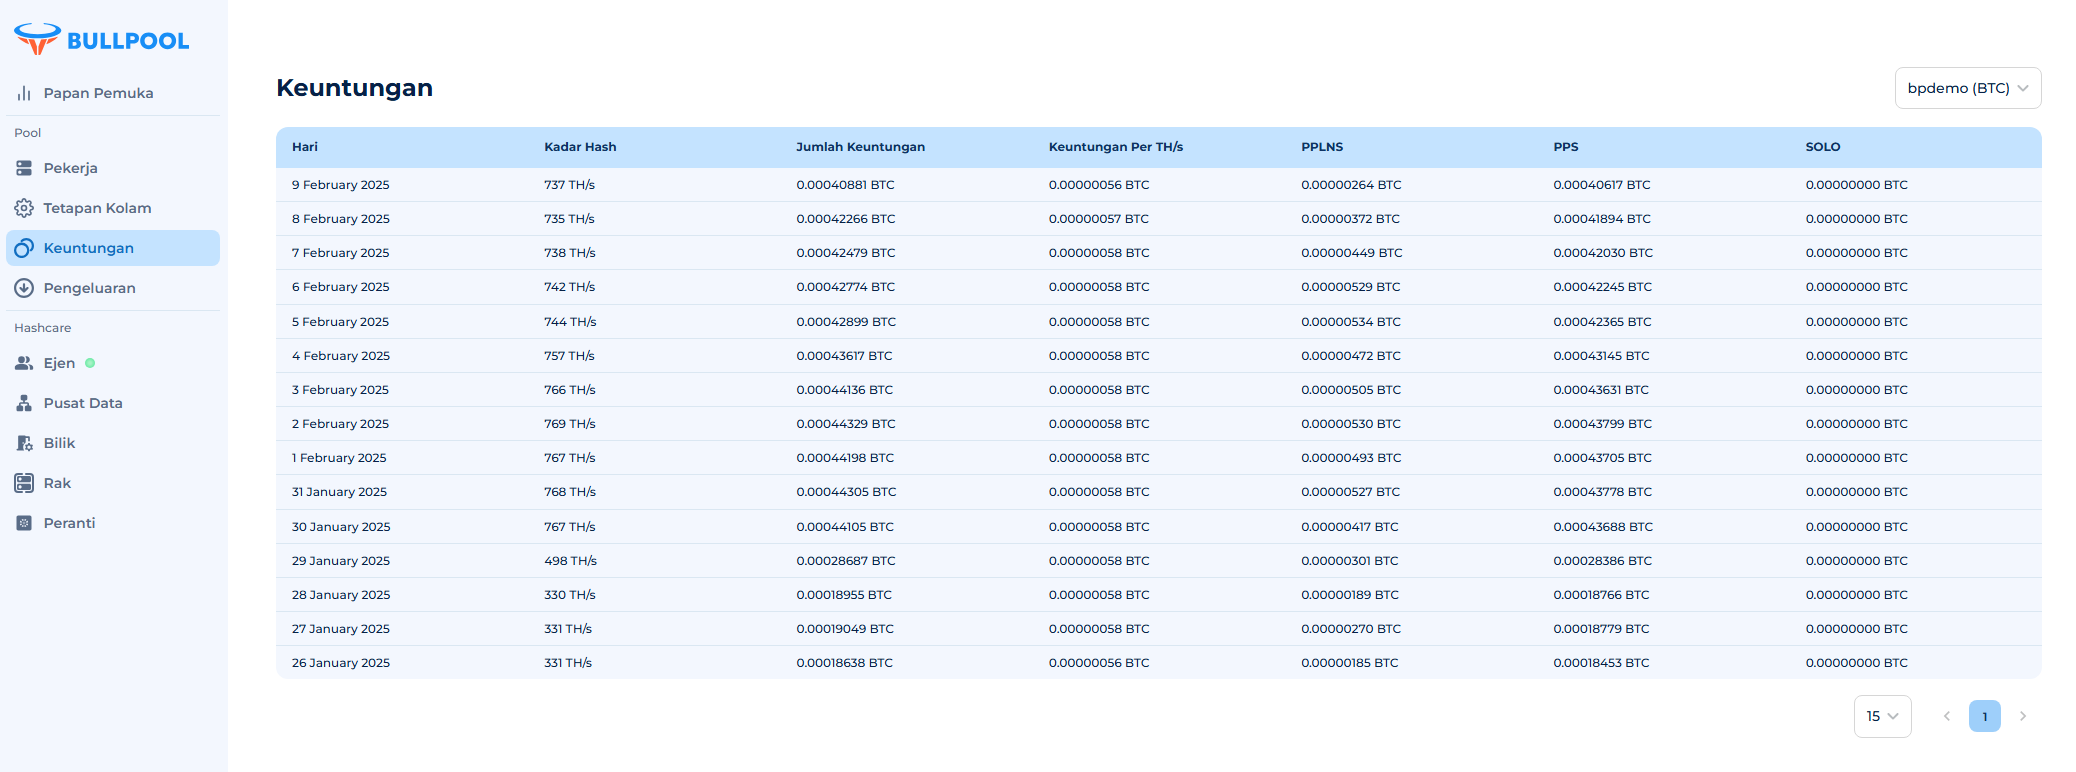 BULLPOOL
Papan Pemuka
Pool
Pekerja
Tetapan Kolam
Keuntungan
Pengeluaran
Hashcare
Ejen
Pusat Data
Bilik
Rak
Peranti
Keuntungan
bpdemo (BTC)
Hari Kadar Hash Jumlah Keuntungan Keuntungan Per TH/s PPLNS PPS SOLO
9 February 2025 737 TH/s 0.00040881 BTC 0.00000056 BTC 0.00000264 BTC 0.00040617 BTC 0.00000000 BTC
8 February 2025 735 TH/s 0.00042266 BTC 0.00000057 BTC 0.00000372 BTC 0.00041894 BTC 0.00000000 BTC
7 February 2025 738 TH/s 0.00042479 BTC 0.00000058 BTC 0.00000449 BTC 0.00042030 BTC 0.00000000 BTC
6 February 2025 742 TH/s 0.00042774 BTC 0.00000058 BTC 0.00000529 BTC 0.00042245 BTC 0.00000000 BTC
5 February 2025 744 TH/s 0.00042899 BTC 0.00000058 BTC 0.00000534 BTC 0.00042365 BTC 0.00000000 BTC
4 February 2025 757 TH/s 0.00043617 BTC 0.00000058 BTC 0.00000472 BTC 0.00043145 BTC 0.00000000 BTC
3 February 2025 766 TH/s 0.00044136 BTC 0.00000058 BTC 0.00000505 BTC 0.00043631 BTC 0.00000000 BTC
2 February 2025 769 TH/s 0.00044329 BTC 0.00000058 BTC 0.00000530 BTC 0.00043799 BTC 0.00000000 BTC
1 February 2025 767 TH/s 0.00044198 BTC 0.00000058 BTC 0.00000493 BTC 0.00043705 BTC 0.00000000 BTC
31 January 2025 768 TH/s 0.00044305 BTC 0.00000058 BTC 0.00000527 BTC 0.00043778 BTC 0.00000000 BTC
30 January 2025 767 TH/s 0.00044105 BTC 0.00000058 BTC 0.00000417 BTC 0.00043688 BTC 0.00000000 BTC
29 January 2025 498 TH/s 0.00028687 BTC 0.00000058 BTC 0.00000301 BTC 0.00028386 BTC 0.00000000 BTC
28 January 2025 330 TH/s 0.00018955 BTC 0.00000058 BTC 0.00000189 BTC 0.00018766 BTC 0.00000000 BTC
27 January 2025 331 TH/s 0.00019049 BTC 0.00000058 BTC 0.00000270 BTC 0.00018779 BTC 0.00000000 BTC
26 January 2025 331 TH/s 0.00018638 BTC 0.00000056 BTC 0.00000185 BTC 0.00018453 BTC 0.00000000 BTC
15 1